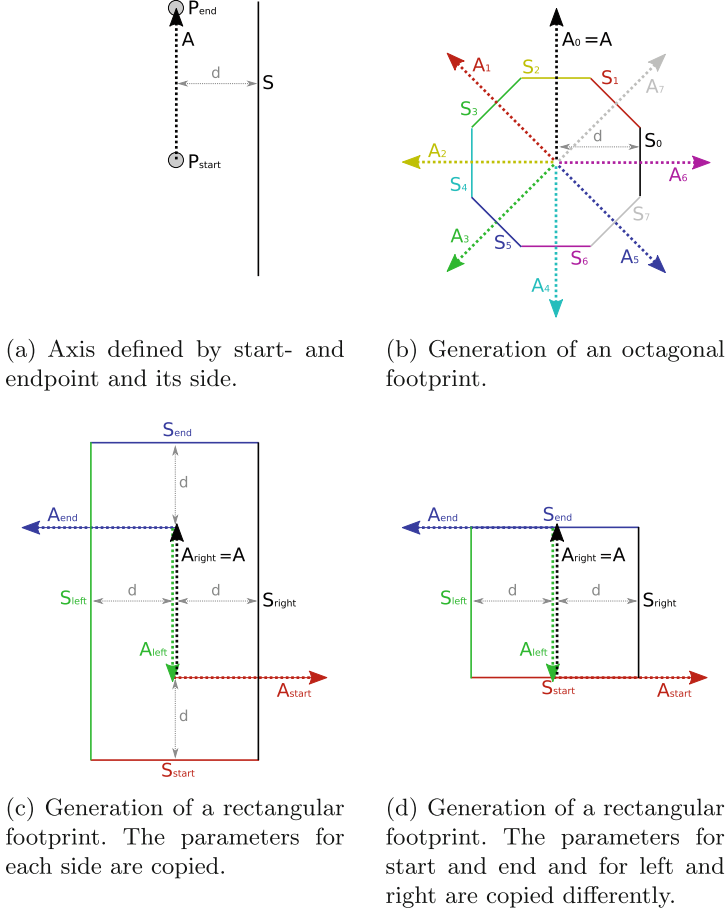 Pend
A
d
S
Pstart
A0 =A
S2
A1
S1
A7
S3
d
S0
A2
A6
S4
S7
A3
S5
S6
A5
A4
(a) Axis defined by start- and
endpoint and its side.
(b) Generation of an octagonal
footprint.
Send
d
Aend
Aright =A
d
d
Sleft
Sright
Aleft
Astart
d
Sstart
Aend
Send
Aright =A
d
d
Sleft
Sright
Aleft
Sstart
Astart
(c) Generation of a rectangular
footprint. The parameters for
each side are copied.
(d) Generation of a rectangular
footprint. The parameters for
start and end and for left and
right are copied differently.